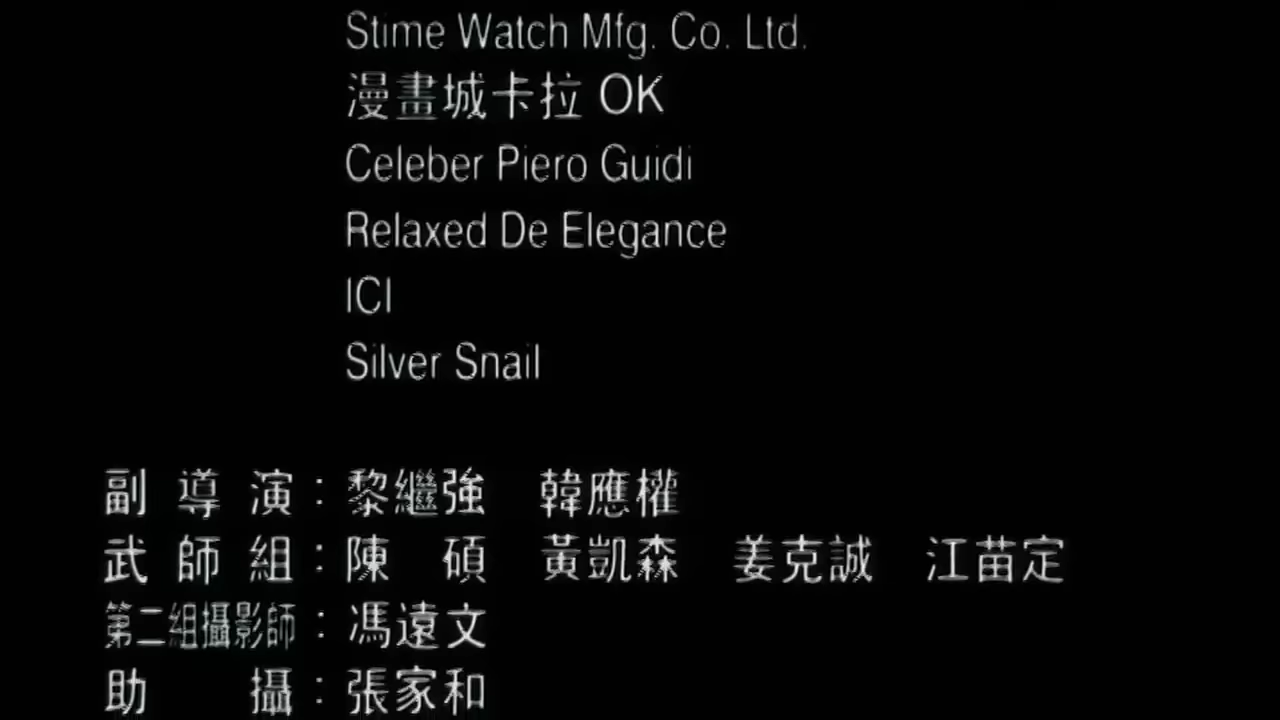 Stime Watch Mfg. Co. Ltd.
漫畫城卡拉 OK
Celeber Piero Guidi
Relaxed De Elegance
ICI
Silver Snail
副 導 演：黎繼強 韓應權
武 師 組：陳 碩 黃凱森 姜克誠 江苗定
第二組攝影師：馮遠文
助 攝：張家和